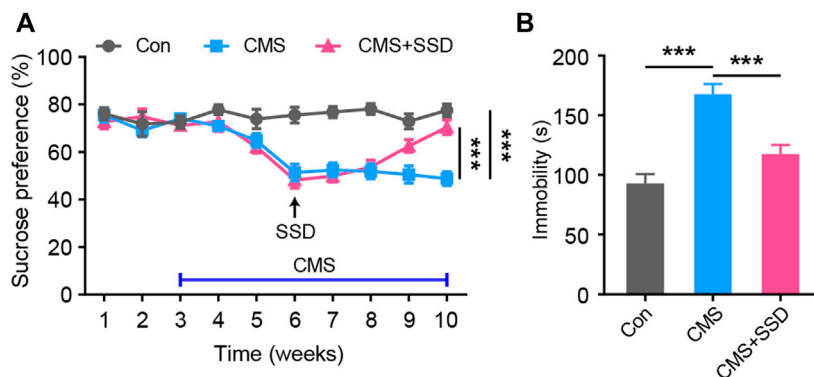 A
Con CMS CMS+SSD
Sucrose preference (%)
100
80
60
40
20
0
***
***
SSD
CMS
1 2 3 4 5 6 7 8 9 10
Time (weeks)
B
Immobility (s)
200
150
100
50
0
*** ***
Con CMS CMS+SSD